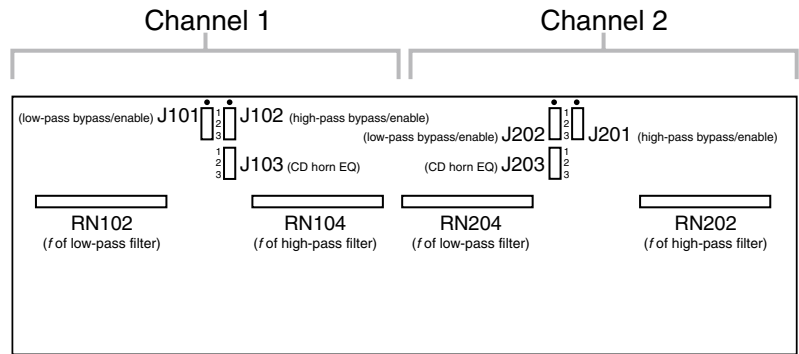 Channel 1
Channel 2
(low-pass bypass/enable) J101 1 2 3 J102 (high-pass bypass/enable)
(low-pass bypass/enable) J202 1 2 3 J201 (high-pass bypass/enable)
1 2 3 J103 (CD horn EQ)
(CD horn EQ) J203 1 2 3
RN102
(f of low-pass filter)
RN104
(f of high-pass filter)
RN204
(f of low-pass filter)
RN202
(f of high-pass filter)